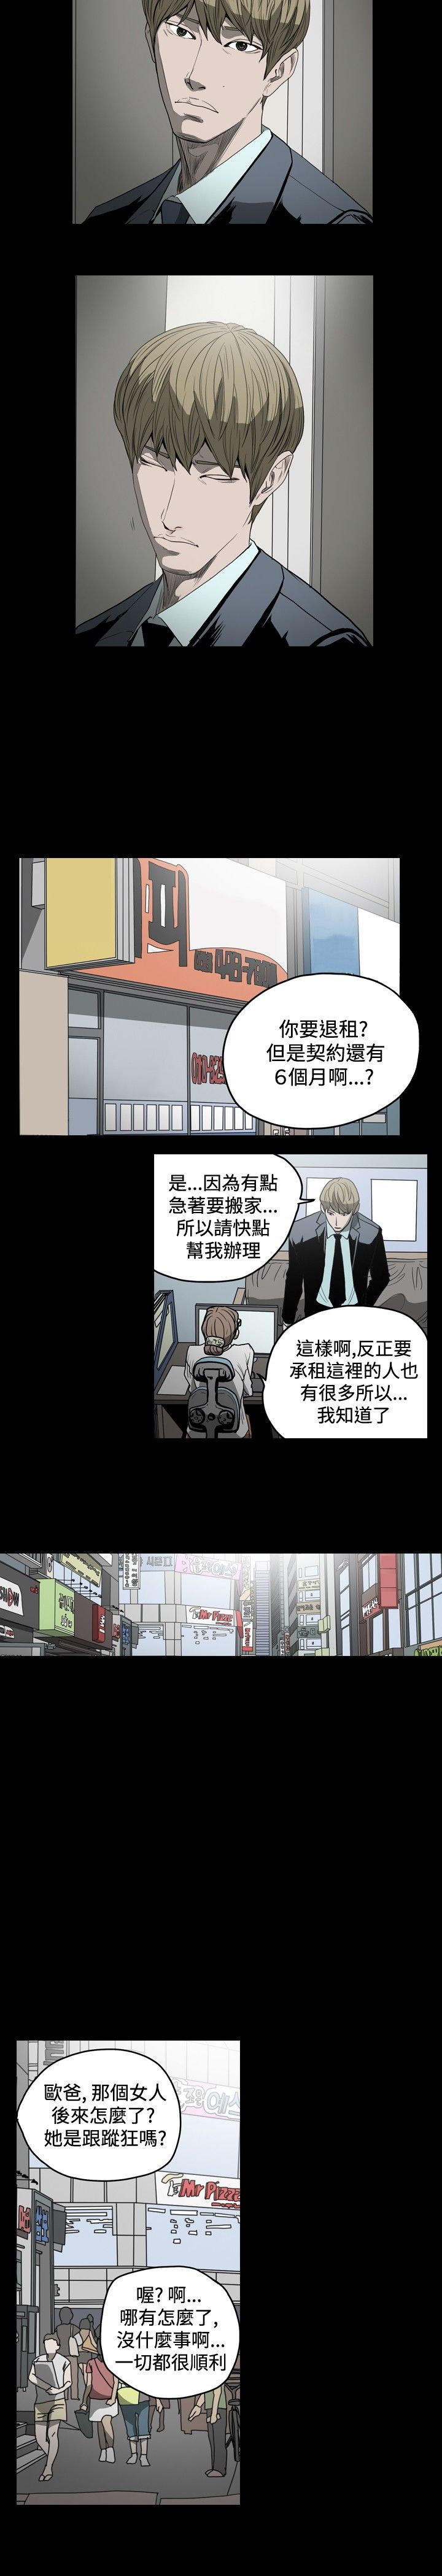 피
你要退租?
但是契約還有
6個月啊...?
是...因為有點
急著要搬家...
所以請快點
幫我辦理
這樣啊,反正要
承租這裡的人也
有很多所以...
我知道了
Mr Pizza
歐爸, 那個女人
後來怎麼了?
她是跟蹤狂嗎?
Mr Pizza
喔? 啊...
哪有怎麼了,
沒什麼事啊...
一切都很順利